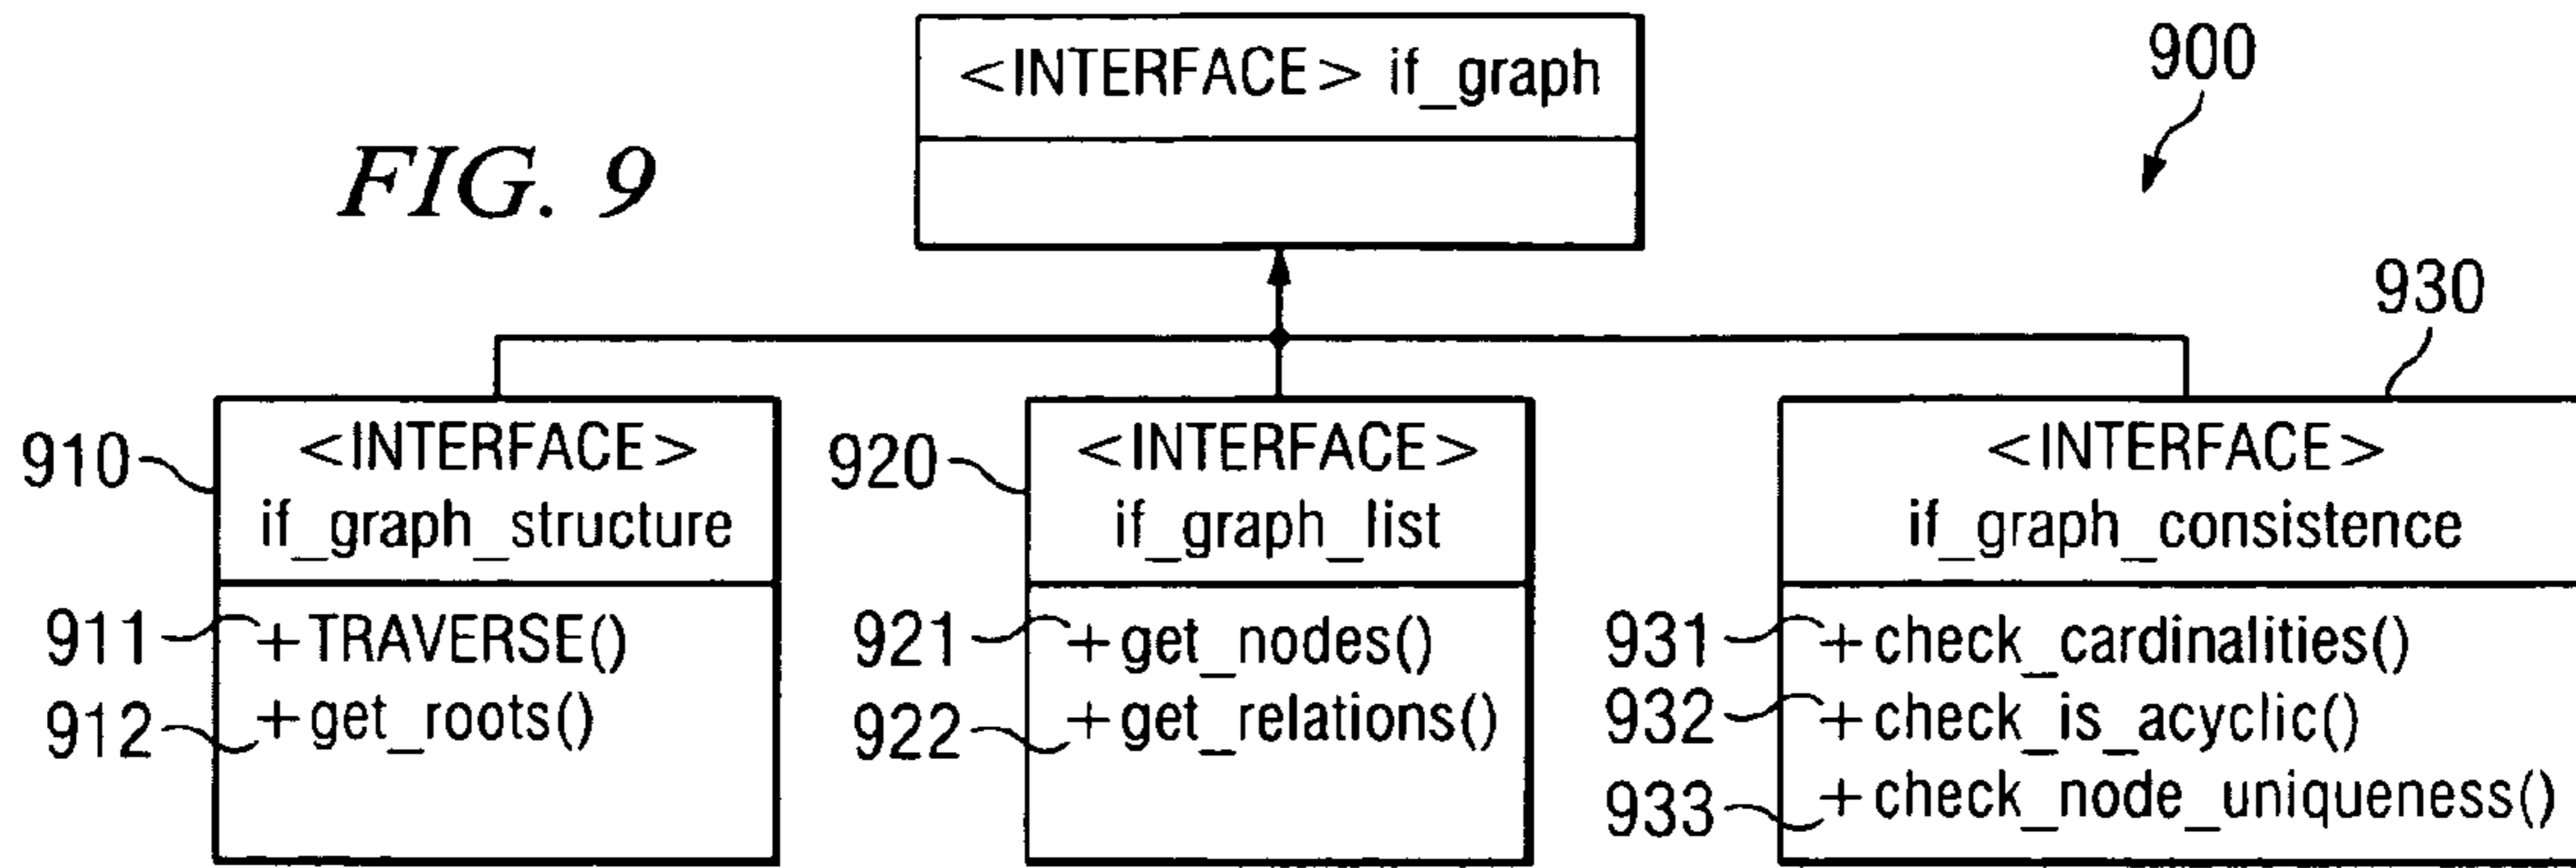 <INTERFACE> if_graph
900
FIG. 9
930
910
<INTERFACE>
if_graph_structure
911
+TRAVERSE()
912
+get_roots()
920
<INTERFACE>
if_graph_list
921
+get_nodes()
922
+get_relations()
<INTERFACE>
if_graph_consistence
931
+check_cardinalities()
932
+check_is_acyclic()
933
+check_node_uniqueness()